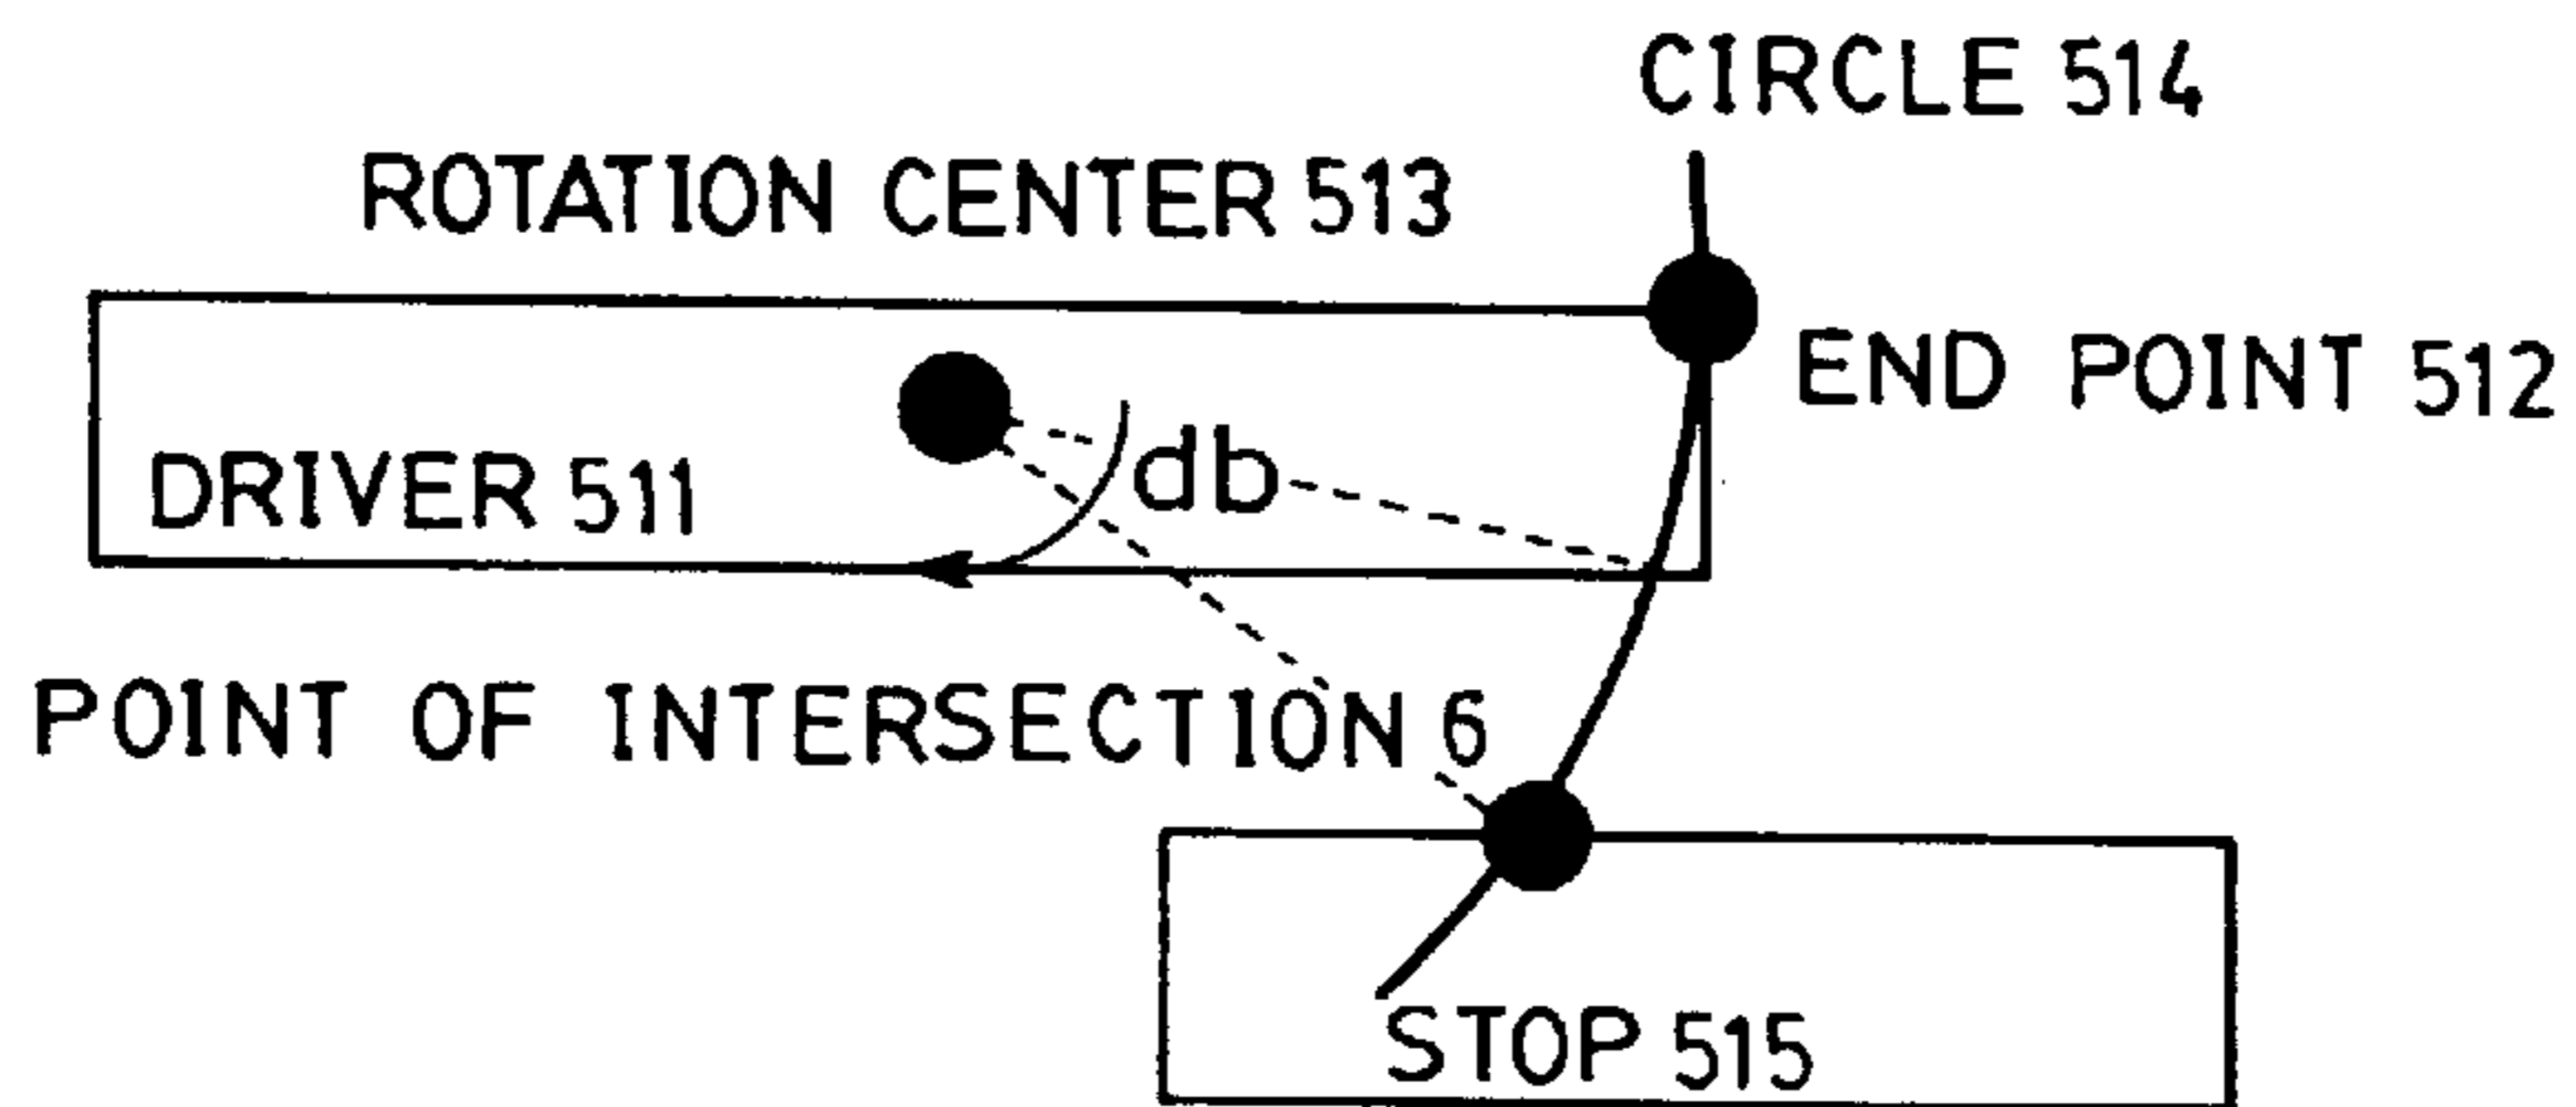 CIRCLE 514
ROTATION CENTER 513
END POINT 512
DRIVER 511
db
POINT OF INTERSECTION 6
STOP 515